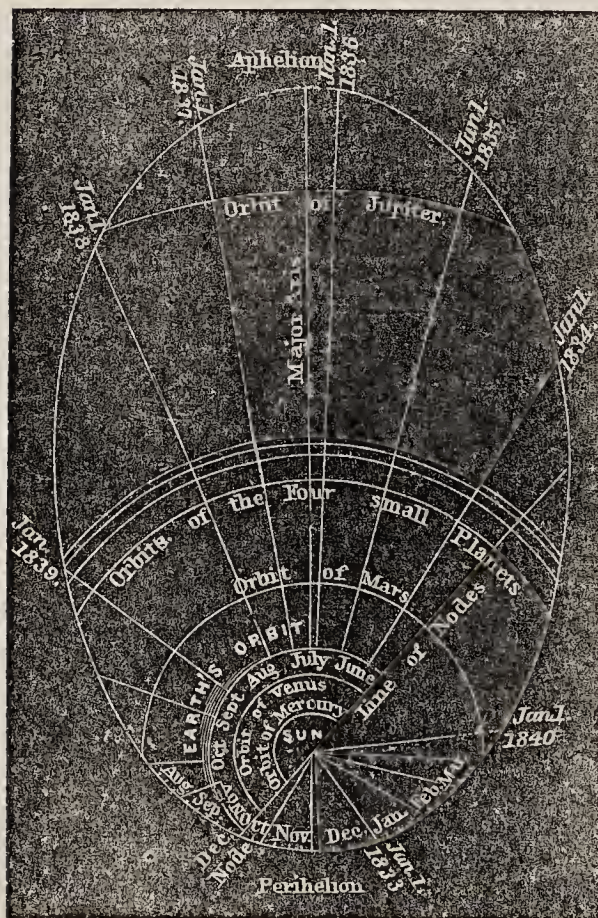 Aphelion
Jan. 1.
1836.
Jan. 1
1837.
Jan. 1.
1835.
Jan. 1
1838.
Orbit of Jupiter.
Major Axis
Jan. 1.
1834.
Orbits of the Four small Planets
Jan.
1839.
Orbit of Mars
Line of Nodes
EARTH'S ORBIT
Oct Sept Aug July June
Orbit of Venus
Orbit of Mercury
SUN
Jan. 1.
1840
Aug. Sep. Oct Nov. Dec. Jan. Feb.
Nov
Dec.
Node
Jan. 1.
1833
Perihelion